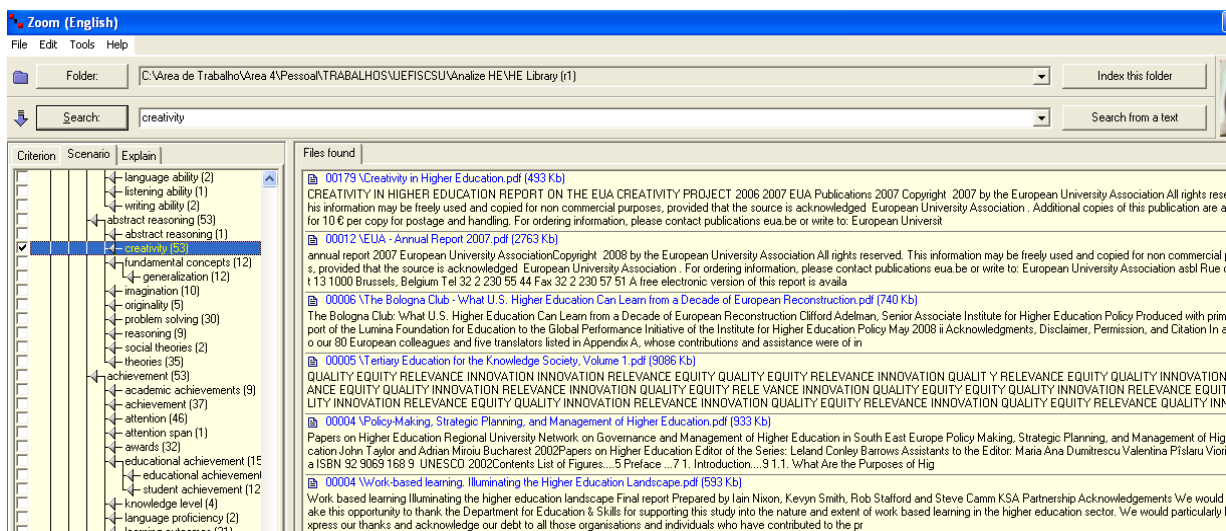 Zoom (English)
File Edit Tools Help
Folder: C:\Area de Trabalho\Area 4\Pessoal\TRABALHOS\UEFISCSU\Analize HE\HE Library (r1) Index this folder
Search: creativity Search from a text
Criterion Scenario Explain
language ability (2)
listening ability (1)
writing ability (2)
abstract reasoning (53)
abstract reasoning (1)
creativity (53)
fundamental concepts (12)
generalization (12)
imagination (10)
originality (5)
problem solving (30)
reasoning (9)
social theories (2)
theories (35)
achievement (53)
academic achievements (9)
achievement (37)
attention (46)
attention span (1)
awards (32)
educational achievement (15
educational achievement
student achievement (12
knowledge level (4)
language proficiency (2)
Files found
00179 \Creativity in Higher Education.pdf (493 Kb)
CREATIVITY IN HIGHER EDUCATION REPORT ON THE EUA CREATIVITY PROJECT 2006 2007 EUA Publications 2007 Copyright 2007 by the European University Association All rights rese
his information may be freely used and copied for non commercial purposes, provided that the source is acknowledged European University Association . Additional copies of this publication are a
for 10 € per copy for postage and handling. For ordering information, please contact publications eua.be or write to: European Universit
00012 \EUA - Annual Report 2007.pdf (2763 Kb)
annual report 2007 European University AssociationCopyright 2008 by the European University Association All rights reserved. This information may be freely used and copied for non commercial p
s, provided that the source is acknowledged European University Association . For ordering information, please contact publications eua.be or write to: European University Association asbl Rue d
t 13 1000 Brussels, Belgium Tel 32 2 230 55 44 Fax 32 2 230 57 51 A free electronic version of this report is availa
00006 \The Bologna Club - What U.S. Higher Education Can Learn from a Decade of European Reconstruction.pdf (740 Kb)
The Bologna Club: What U.S. Higher Education Can Learn from a Decade of European Reconstruction Clifford Adelman, Senior Associate Institute for Higher Education Policy Produced with prim
port of the Lumina Foundation for Education to the Global Performance Initiative of the Institute for Higher Education Policy May 2008 ii Acknowledgments, Disclaimer, Permission, and Citation In a
o our 80 European colleagues and five translators listed in Appendix A, whose contributions and assistance were of in
00005 \Tertiary Education for the Knowledge Society, Volume 1.pdf (9086 Kb)
QUALITY EQUITY RELEVANCE INNOVATION INNOVATION RELEVANCE EQUITY QUALITY EQUITY RELEVANCE INNOVATION QUALIT Y RELEVANCE EQUITY QUALITY INNOVATION
ANCE EQUITY QUALITY INNOVATION RELEVANCE INNOVATION QUALITY EQUITY RELE VANCE INNOVATION QUALITY EQUITY EQUITY QUALITY INNOVATION RELEVANCE EQUIT
LITY INNOVATION RELEVANCE EQUITY QUALITY INNOVATION RELEVANCE INNOVATION QUALITY EQUITY RELEVANCE INNOVATION QUALITY EQUITY RELEVANCE QUALITY INN
00004 \Policy-Making, Strategic Planning, and Management of Higher Education.pdf (933 Kb)
Papers on Higher Education Regional University Network on Governance and Management of Higher Education in South East Europe Policy Making, Strategic Planning, and Management of Hig
cation John Taylor and Adrian Miroiu Bucharest 2002Papers on Higher Education Editor of the Series: Leland Conley Barrows Assistants to the Editor: Maria Ana Dumitrescu Valentina Pîslaru Viori
a ISBN 92 9069 168 9 UNESCO 2002Contents List of Figures....5 Preface ...7 1. Introduction....9 1.1. What Are the Purposes of Hig
00004 \Work-based learning. Illuminating the Higher Education Landscape.pdf (593 Kb)
Work based learning Illuminating the higher education landscape Final report Prepared by Iain Nixon, Kevyn Smith, Rob Stafford and Steve Camm KSA Partnership Acknowledgements We would
ake this opportunity to thank the Department for Education & Skills for supporting this study into the nature and extent of work based learning in the higher education sector. We would particularly l
xpress our thanks and acknowledge our debt to all those organisations and individuals who have contributed to the pr